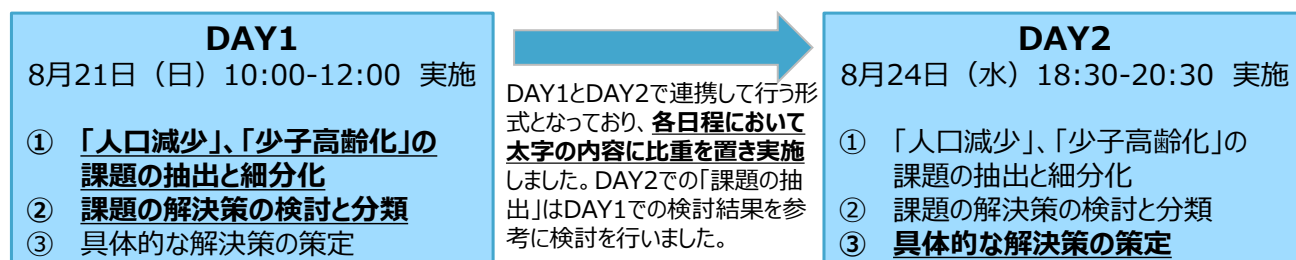 DAY1
8月21日（日）10:00-12:00 実施
① 「人口減少」、「少子高齢化」の
課題の抽出と細分化
② 課題の解決策の検討と分類
③ 具体的な解決策の策定
DAY1とDAY2で連携して行う形
式となっており、各日程において
太字の内容に比重を置き実施
しました。DAY2での「課題の抽
出」はDAY1での検討結果を参
考に検討を行いました。
DAY2
8月24日（水）18:30-20:30 実施
① 「人口減少」、「少子高齢化」の
課題の抽出と細分化
② 課題の解決策の検討と分類
③ 具体的な解決策の策定